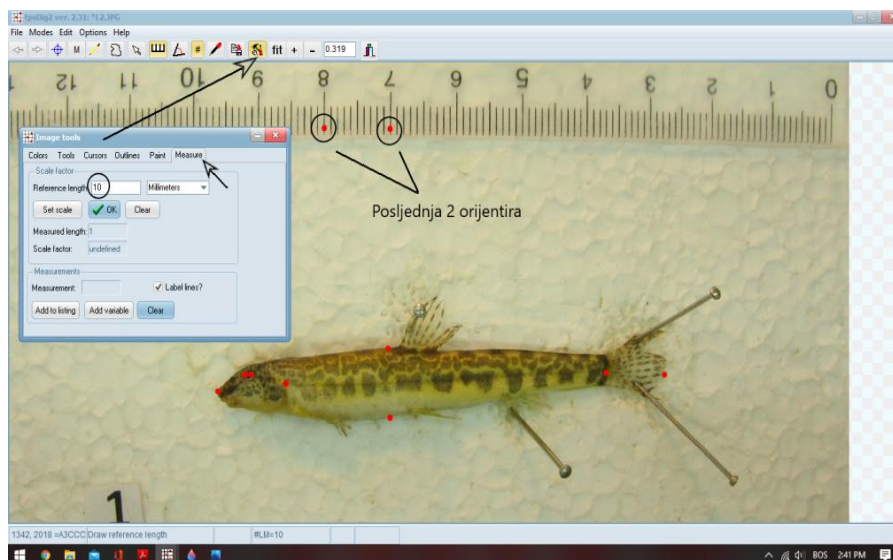 tpsDig2 ver. 2.31: *l.2.JPG
File Modes Edit Options Help
M # fit + - 0.319
12 11 10 9 8 7 6 5 4 3 2 1 0
Image tools
Colors Tools Cursors Outlines Paint Measure
Scale factor
Reference length: 10 Millimeters
Set scale OK Clear
Measured length: 1
Scale factor: undefined
Measurements
Measurement: Label lines?
Add to listing Add variable Clear
Posljednja 2 orijentira
1
1342, 2018 =A3CCC Draw reference length #LM=10
BOS 2:41 PM